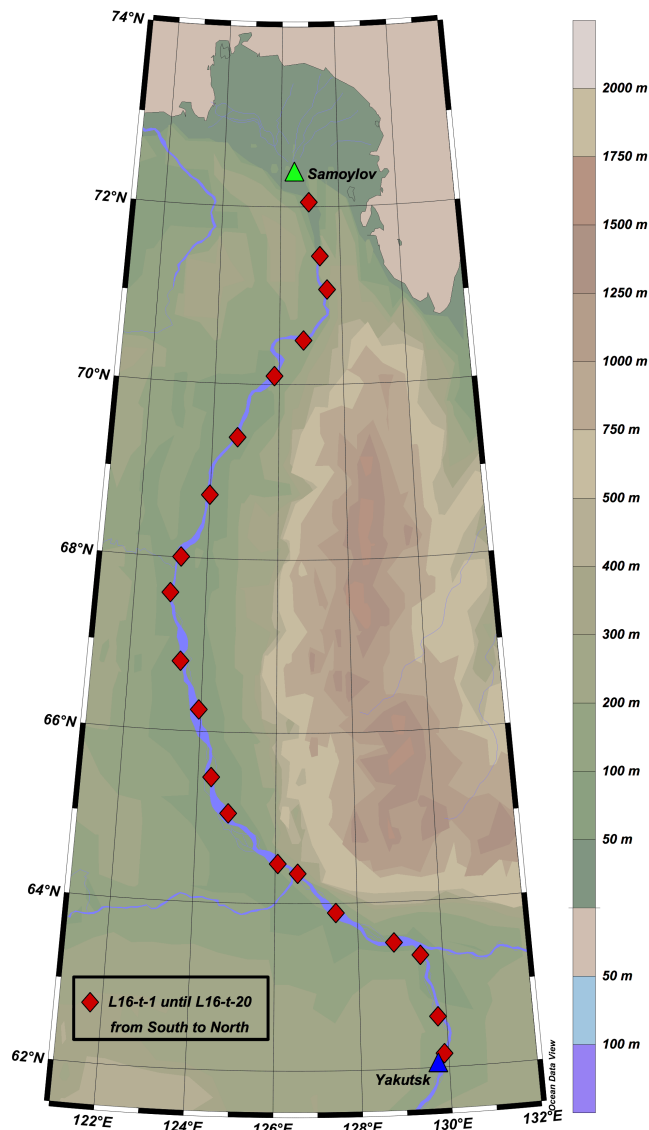 74°N
2000 m
1750 m
Samoylov
72°N
1500 m
1250 m
1000 m
70°N
750 m
500 m
68°N
400 m
300 m
200 m
66°N
100 m
50 m
64°N
50 m
L16-t-1 until L16-t-20
from South to North
100 m
62°N
Yakutsk
Ocean Data View
122°E
124°E
126°E
128°E
130°E
132°E